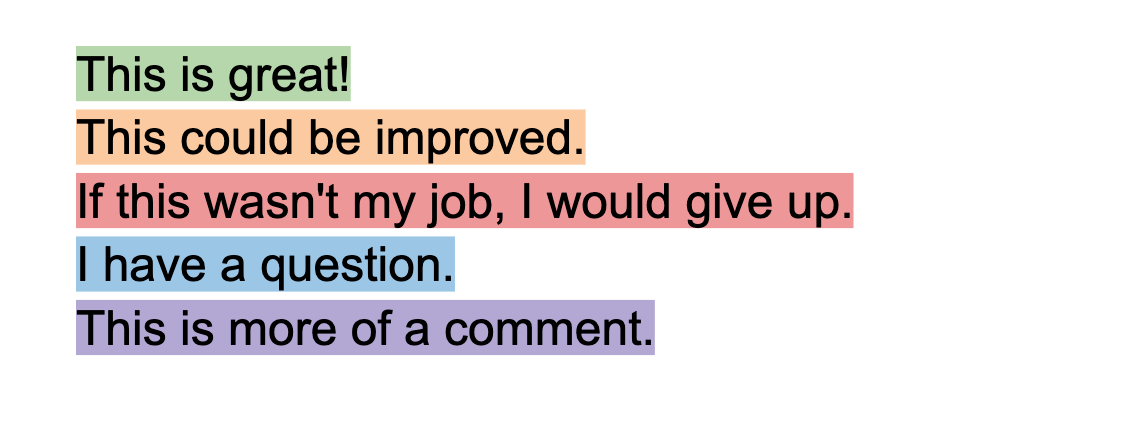 This is great!
This could be improved.
If this wasn't my job, I would give up.
I have a question.
This is more of a comment.